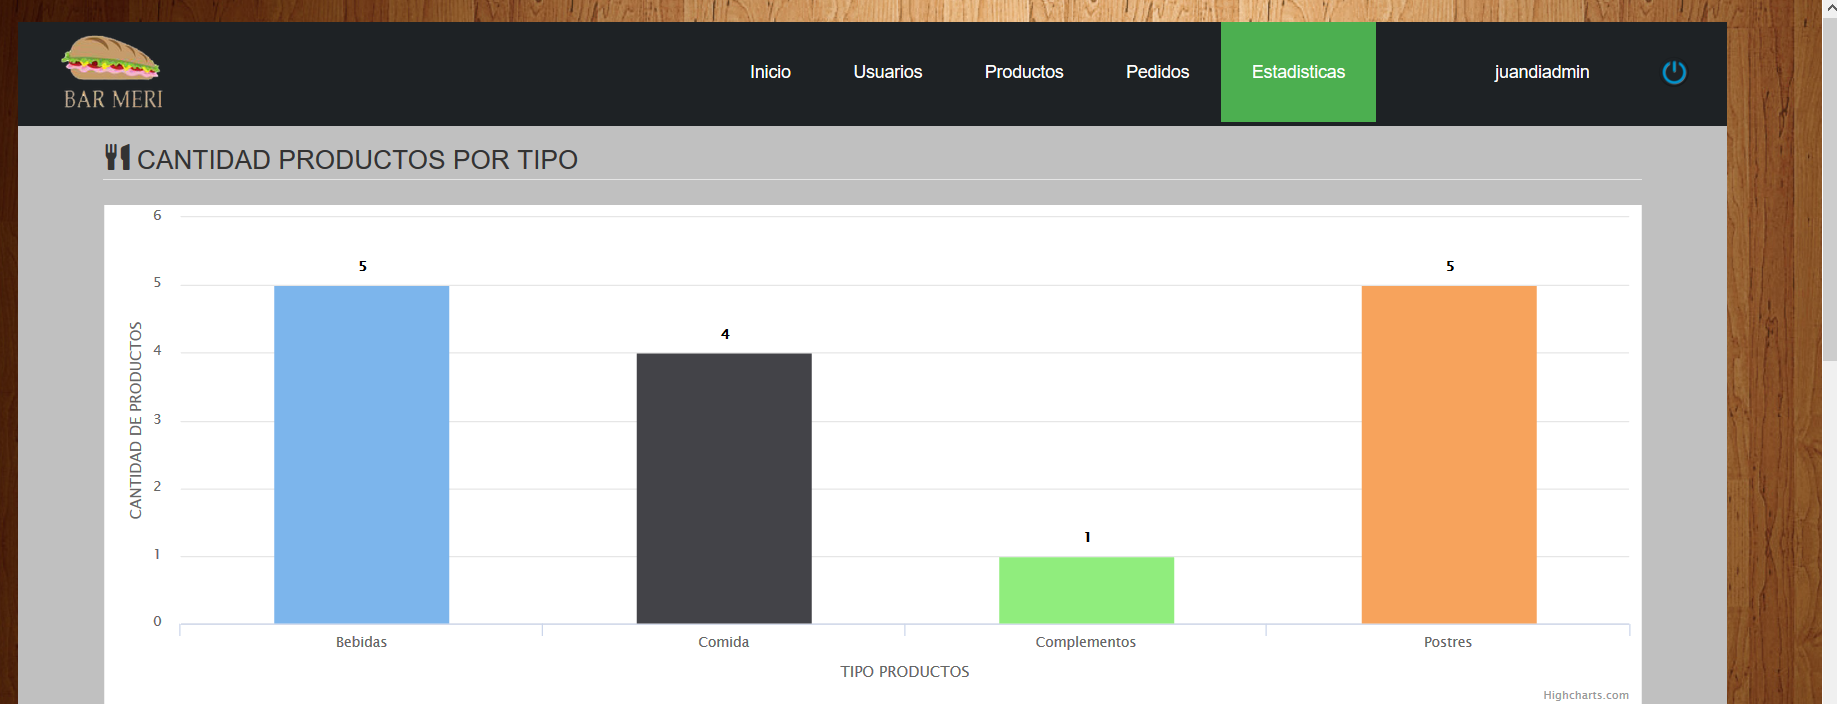 BAR MERI
Inicio Usuarios Productos Pedidos Estadisticas juandiadmin
CANTIDAD PRODUCTOS POR TIPO
CANTIDAD DE PRODUCTOS
6
5
4
3
2
1
0
5
4
1
5
Bebidas Comida Complementos Postres
TIPO PRODUCTOS
Highcharts.com